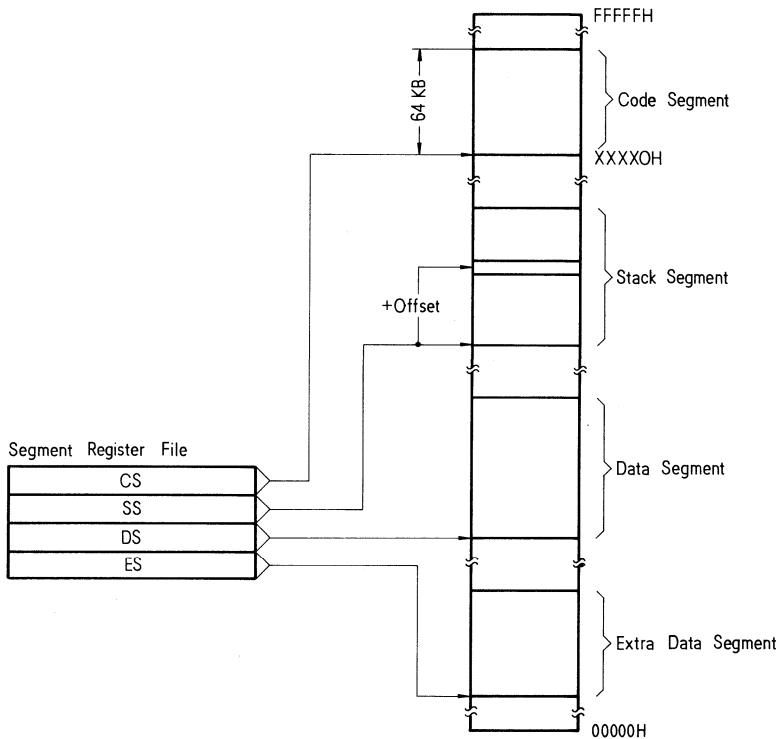 FFFFFH
64 KB
Code Segment
XXXX0H
Stack Segment
+Offset
Segment Register File
CS
SS
DS
ES
Data Segment
Extra Data Segment
00000H